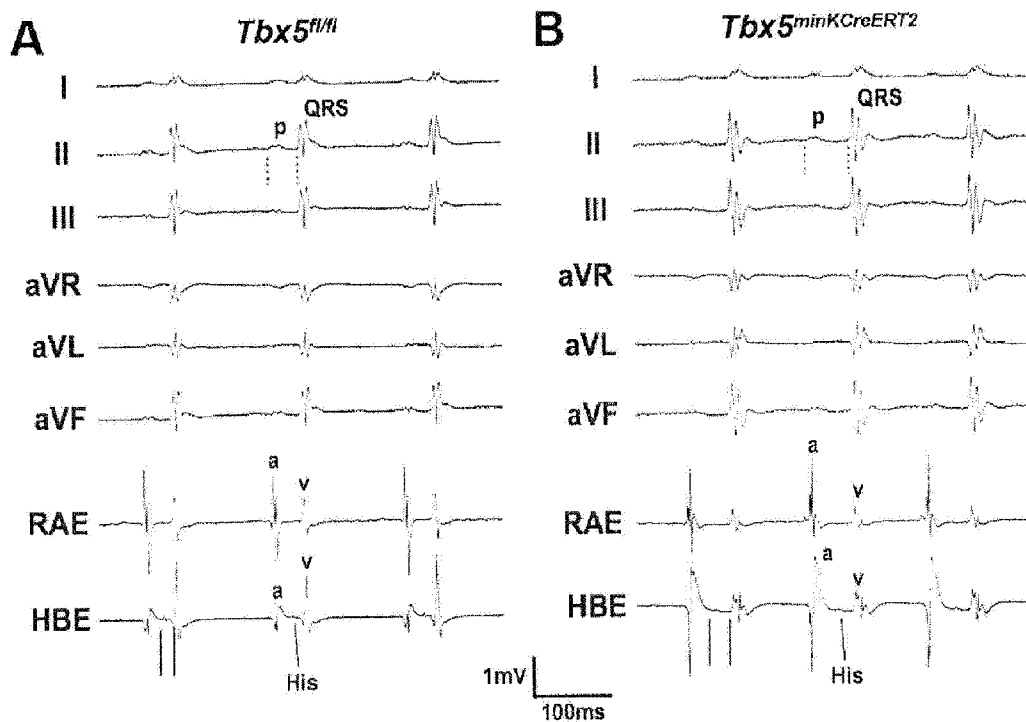 A
Tbx5fl/fl
I
QRS
p
II
III
aVR
aVL
aVF
a
v
RAE
v
a
HBE
His
B
Tbx5minKCreERT2
I
QRS
p
II
III
aVR
aVL
aVF
a
v
RAE
a
v
HBE
His
1mV
100ms